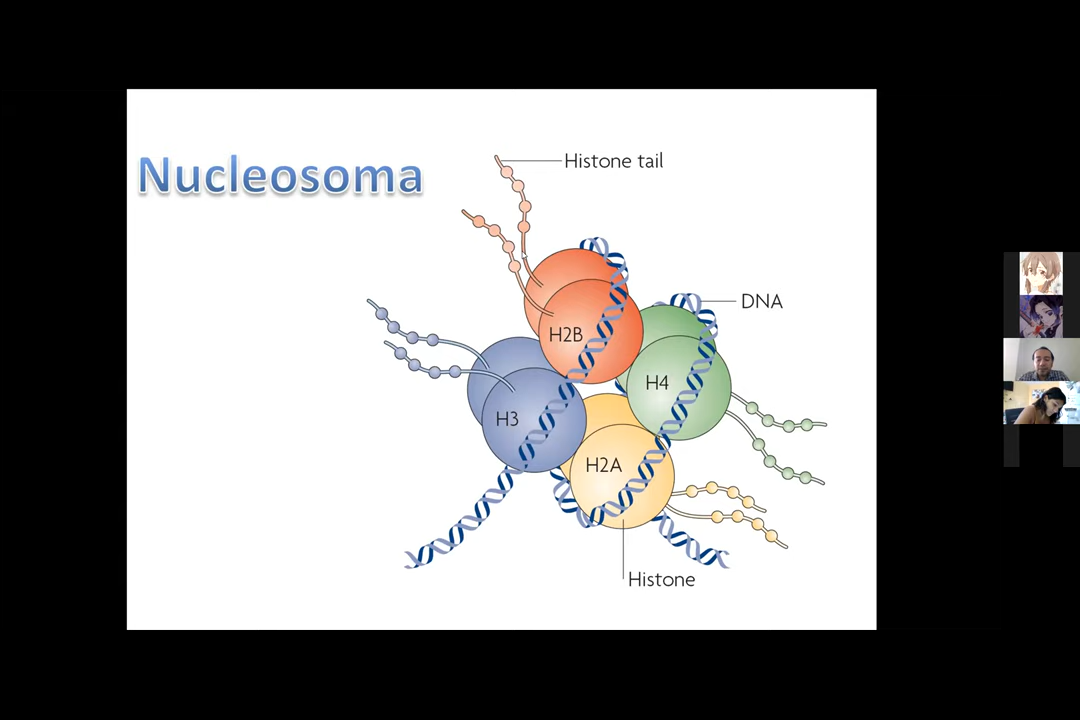 Nucleosoma
Histone tail
DNA
H2B
H4
H3
H2A
Histone